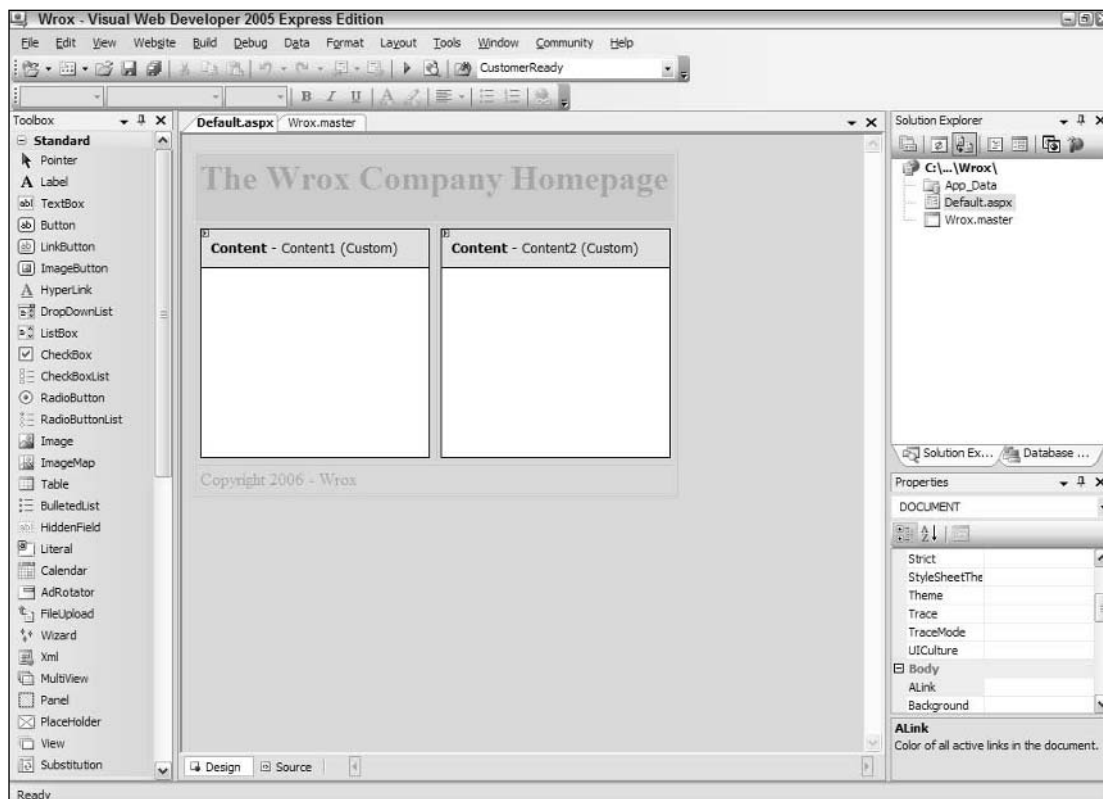 Wrox - Visual Web Developer 2005 Express Edition
File Edit View Website Build Debug Data Format Layout Tools Window Community Help
CustomerReady
B I U A
Toolbox
Standard
Pointer
A Label
abl TextBox
ab Button
ab LinkButton
ImageButton
A HyperLink
DropDownList
ListBox
CheckBox
CheckBoxList
RadioButton
RadioButtonList
Image
ImageMap
Table
BulletedList
abl HiddenField
Literal
Calendar
AdRotator
FileUpload
Wizard
Xml
MultiView
Panel
PlaceHolder
View
Substitution
Default.aspx Wrox.master
The Wrox Company Homepage
Content - Content1 (Custom) Content - Content2 (Custom)
Copyright 2006 - Wrox
Design Source
Solution Explorer
C:\...\Wrox\
App_Data
Default.aspx
Wrox.master
Solution Ex... Database ...
Properties
DOCUMENT
Strict
StyleSheetThe
Theme
Trace
TraceMode
UICulture
Body
ALink
Background
ALink
Color of all active links in the document.
Ready